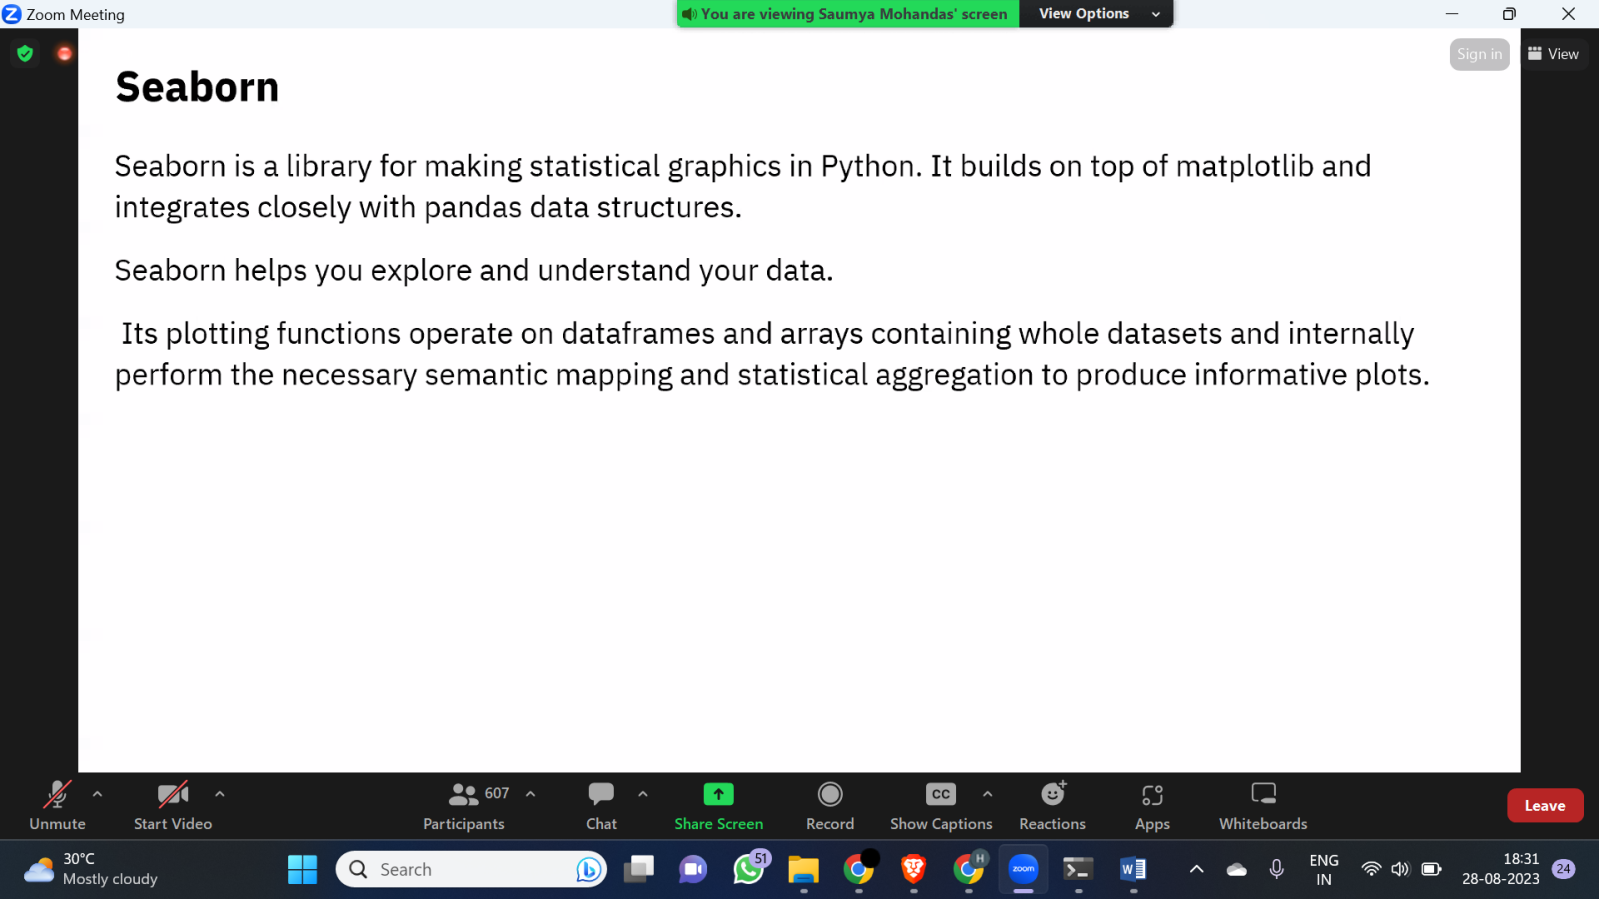 Zoom Meeting
You are viewing Saumya Mohandas' screen
View Options
Sign in
View
Seaborn
Seaborn is a library for making statistical graphics in Python. It builds on top of matplotlib and
integrates closely with pandas data structures.
Seaborn helps you explore and understand your data.
Its plotting functions operate on dataframes and arrays containing whole datasets and internally
perform the necessary semantic mapping and statistical aggregation to produce informative plots.
607
CC
Unmute
Start Video
Participants
Chat
Share Screen
Record
Show Captions
Reactions
Apps
Whiteboards
Leave
30°C
Mostly cloudy
Search
51
H
zoom
W
ENG
IN
18:31
28-08-2023
24